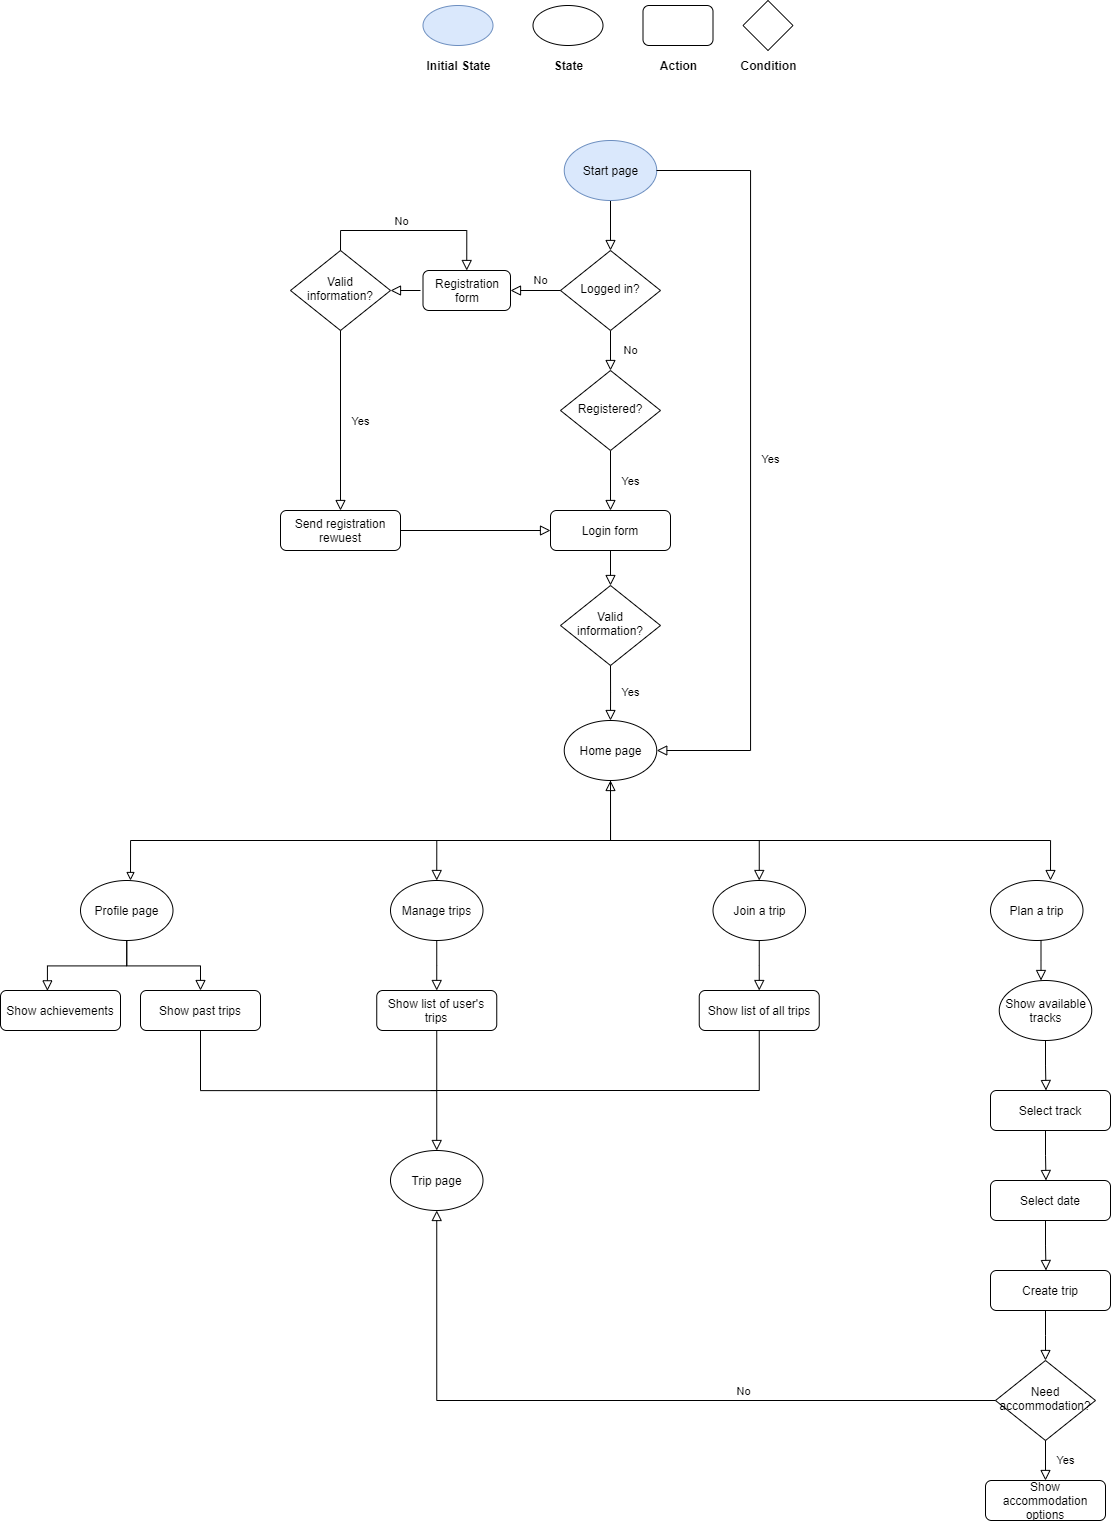 Initial State
State
Action
Condition
Start page
No
Valid
information?
Registration
form
No
Logged in?
No
Registered?
Yes
Yes
Yes
Send registration
rewuest
Login form
Valid
information?
Yes
Home page
Profile page
Manage trips
Join a trip
Plan a trip
Show achievements
Show past trips
Show list of user's
trips
Show list of all trips
Show available
tracks
Select track
Trip page
Select date
Create trip
No
Need
accommodation?
Yes
Show
accommodation
options